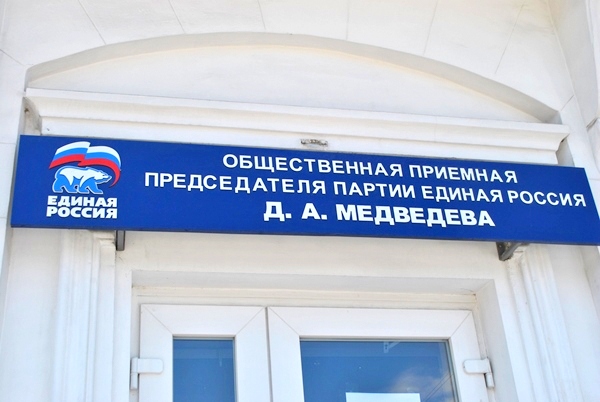 ЕДИНАЯ
РОССИЯ
ОБЩЕСТВЕННАЯ ПРИЕМНАЯ
ПРЕДСЕДАТЕЛЯ ПАРТИИ ЕДИНАЯ РОССИЯ
Д. А. МЕДВЕДЕВА